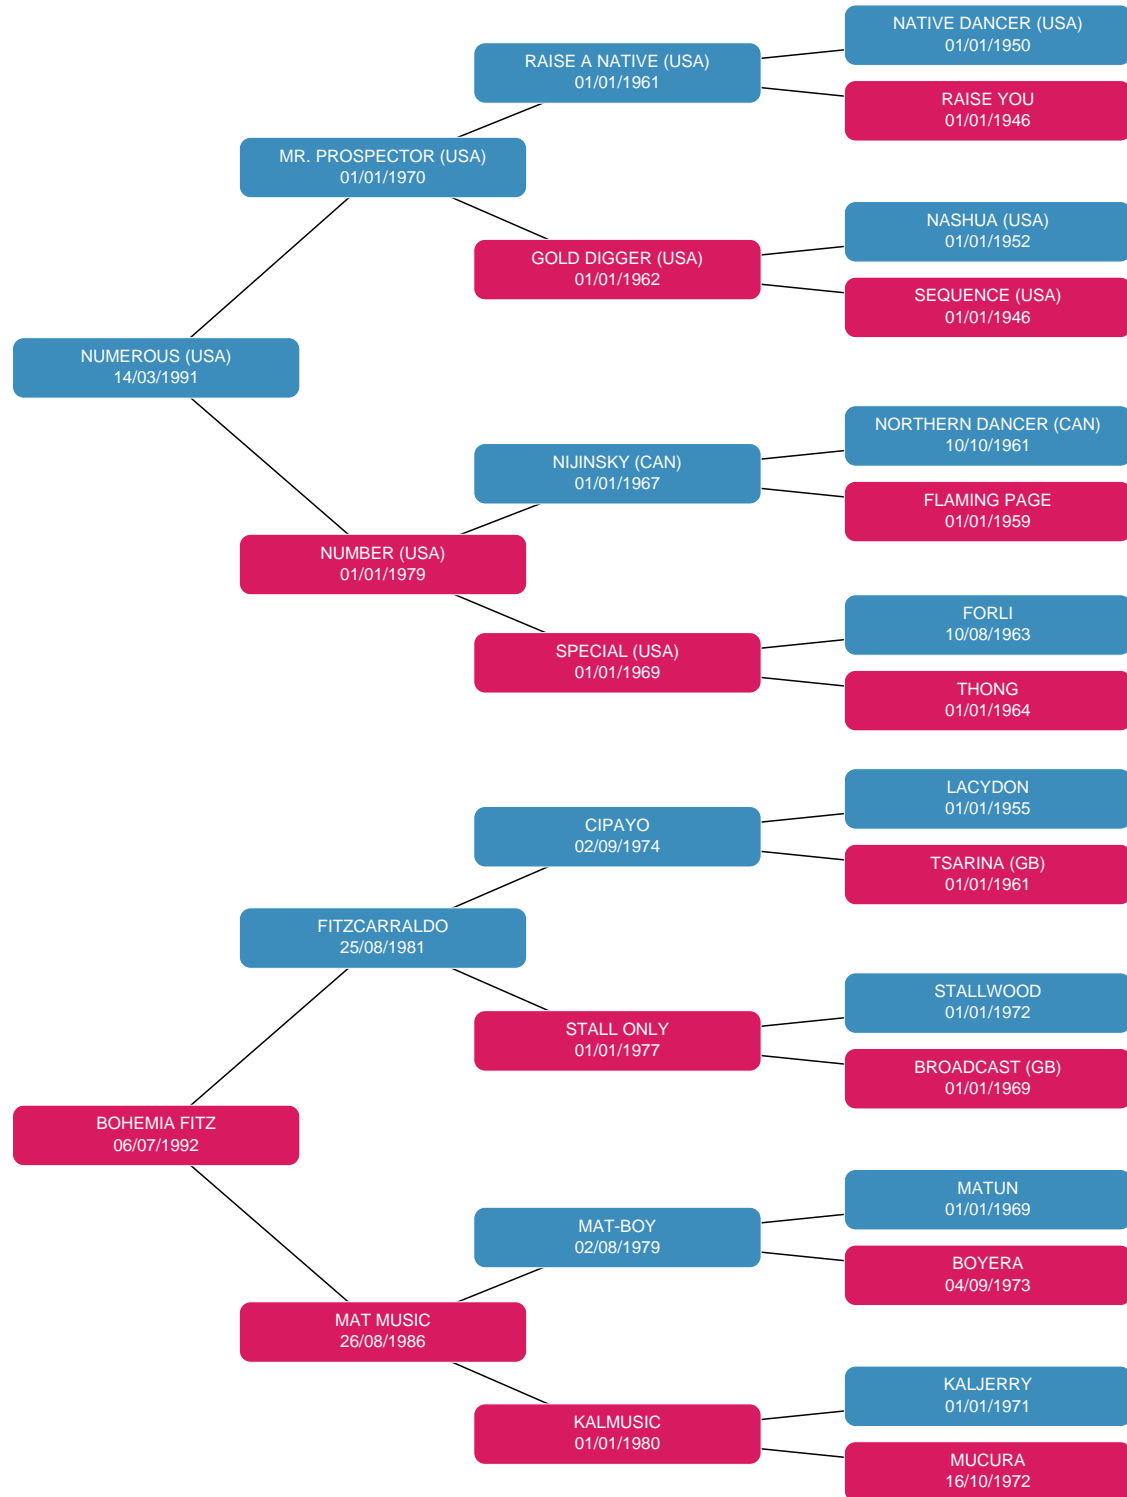 NATIVE DANCER (USA)
01/01/1950
RAISE A NATIVE (USA)
01/01/1961
RAISE YOU
01/01/1946
MR. PROSPECTOR (USA)
01/01/1970
NASHUA (USA)
01/01/1952
GOLD DIGGER (USA)
01/01/1962
SEQUENCE (USA)
01/01/1946
NUMEROUS (USA)
14/03/1991
NORTHERN DANCER (CAN)
10/10/1961
NIJINSKY (CAN)
01/01/1967
FLAMING PAGE
01/01/1959
NUMBER (USA)
01/01/1979
FORLI
10/08/1963
SPECIAL (USA)
01/01/1969
THONG
01/01/1964
LACYDON
01/01/1955
CIPAYO
02/09/1974
TSARINA (GB)
01/01/1961
FITZCARRALDO
25/08/1981
STALLWOOD
01/01/1972
STALL ONLY
01/01/1977
BROADCAST (GB)
01/01/1969
BOHEMIA FITZ
06/07/1992
MATUN
01/01/1969
MAT-BOY
02/08/1979
BOYERA
04/09/1973
MAT MUSIC
26/08/1986
KALJERRY
01/01/1971
KALMUSIC
01/01/1980
MUCURA
16/10/1972